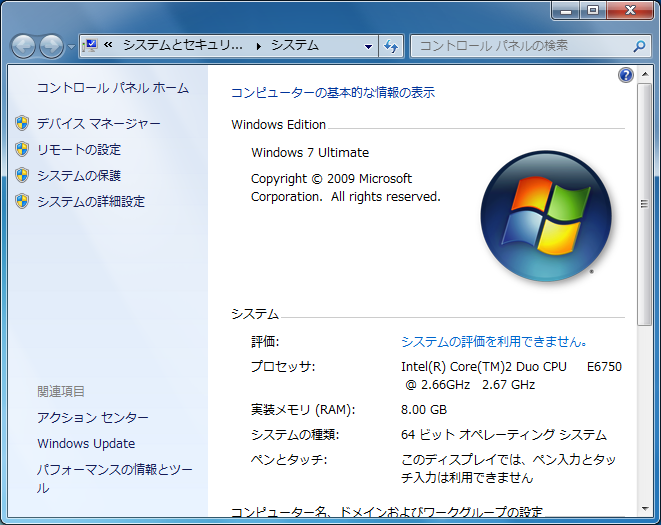 システムとセキュリ... システム
コントロール パネルの検索
コントロール パネル ホーム
デバイス マネージャー
リモートの設定
システムの保護
システムの詳細設定
関連項目
アクション センター
Windows Update
パフォーマンスの情報とツー
ル
コンピューターの基本的な情報の表示
Windows Edition
Windows 7 Ultimate
Copyright © 2009 Microsoft
Corporation.  All rights reserved.
システム
評価: システムの評価を利用できません。
プロセッサ: Intel(R) Core(TM)2 Duo CPU     E6750
@ 2.66GHz   2.67 GHz
実装メモリ (RAM): 8.00 GB
システムの種類: 64 ビット オペレーティング システム
ペンとタッチ: このディスプレイでは、ペン入力とタッ
チ入力は利用できません
コンピューター名、ドメインおよびワークグループの設定